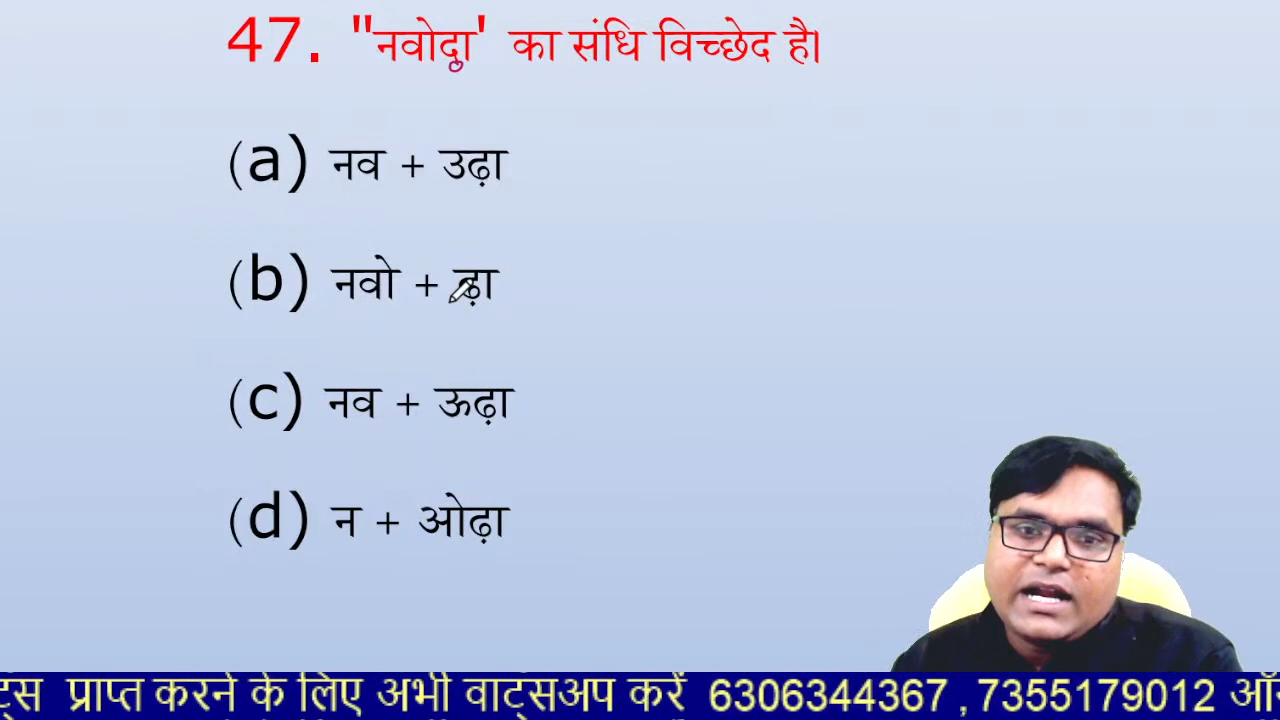 47. "नवोढा' का संधि विच्छेद है।
(a) नव + उढ़ा
(b) नवो + ढ़ा
(c) नव + ऊढ़ा
(d) न + ओढ़ा
प्राप्त करने के लिए अभी वाट्सअप करें 6306344367 , 7355179012